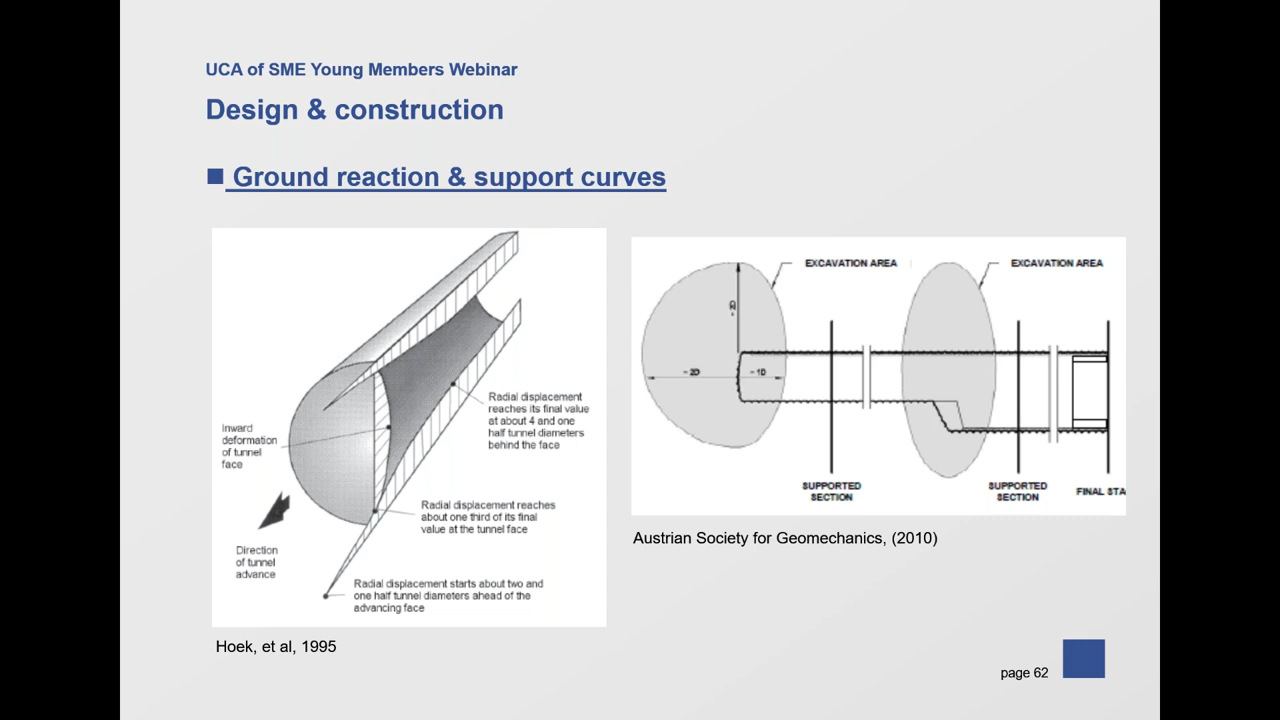 UCA of SME Young Members Webinar
Design & construction
Ground reaction & support curves
Radial displacement
reaches its final value
at about 4 and one
half tunnel diameters
behind the face
Inward
deformation
of tunnel
face
Radial displacement reaches
about one third of its final
value at the tunnel face
Direction
of tunnel
advance
Radial displacement starts about two and
one half tunnel diameters ahead of the
advancing face
Hoek, et al, 1995
EXCAVATION AREA
EXCAVATION AREA
~ 2D
~ 2D
~ 1D
SUPPORTED
SECTION
SUPPORTED
SECTION
FINAL STA
Austrian Society for Geomechanics, (2010)
page 62